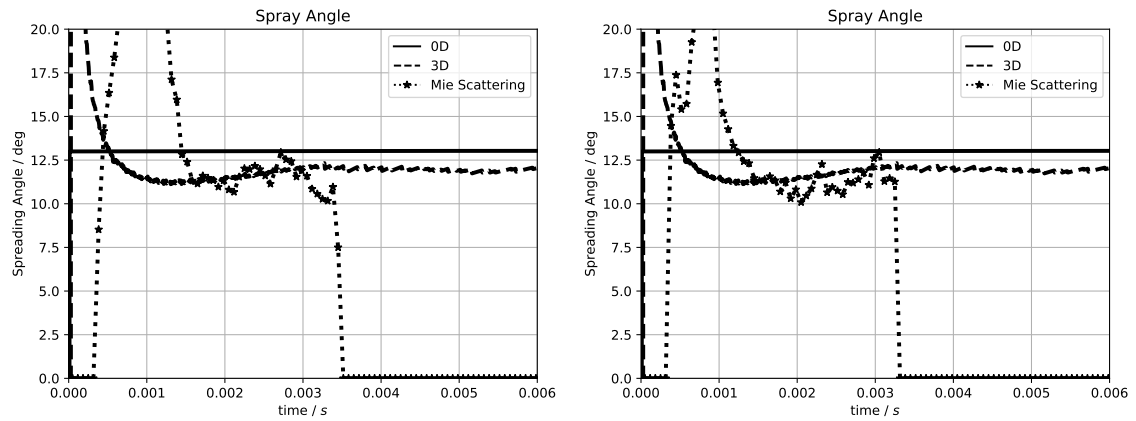 Spray Angle
20.0
17.5
15.0
12.5
10.0
7.5
5.0
2.5
0.0
Spreading Angle / deg
0D
3D
Mie Scattering
0.000 0.001 0.002 0.003 0.004 0.005 0.006
time / s
Spray Angle
20.0
17.5
15.0
12.5
10.0
7.5
5.0
2.5
0.0
Spreading Angle / deg
0D
3D
Mie Scattering
0.000 0.001 0.002 0.003 0.004 0.005 0.006
time / s